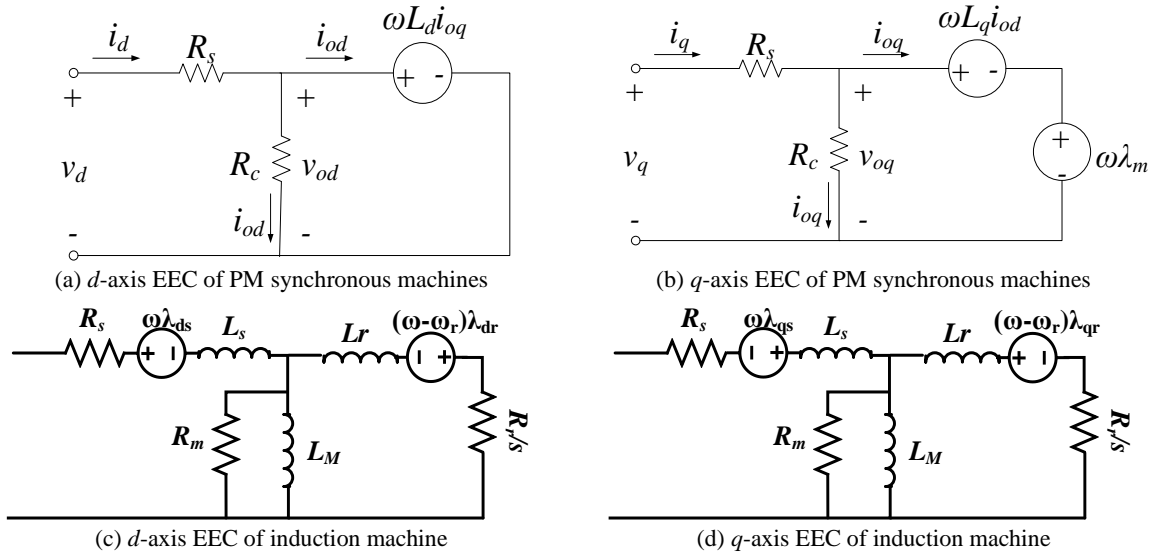 i_d R_s i_od ωL_d i_oq
+ + + -
v_d R_c v_od
i_od
- -
(a) d-axis EEC of PM synchronous machines
i_q R_s i_oq ωL_q i_od
+ + + -
v_q R_c v_oq + - ωλ_m
i_oq
- -
(b) q-axis EEC of PM synchronous machines
R_s ωλ_ds L_s Lr (ω-ω_r)λ_dr
+ - - +
R_m L_M R_r/s
(c) d-axis EEC of induction machine
R_s ωλ_qs L_s Lr (ω-ω_r)λ_qr
- + + -
R_m L_M R_r/s
(d) q-axis EEC of induction machine